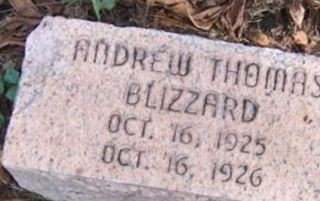 ANDREW THOMAS
BLIZZARD
OCT. 16, 1925
OCT. 16, 1926